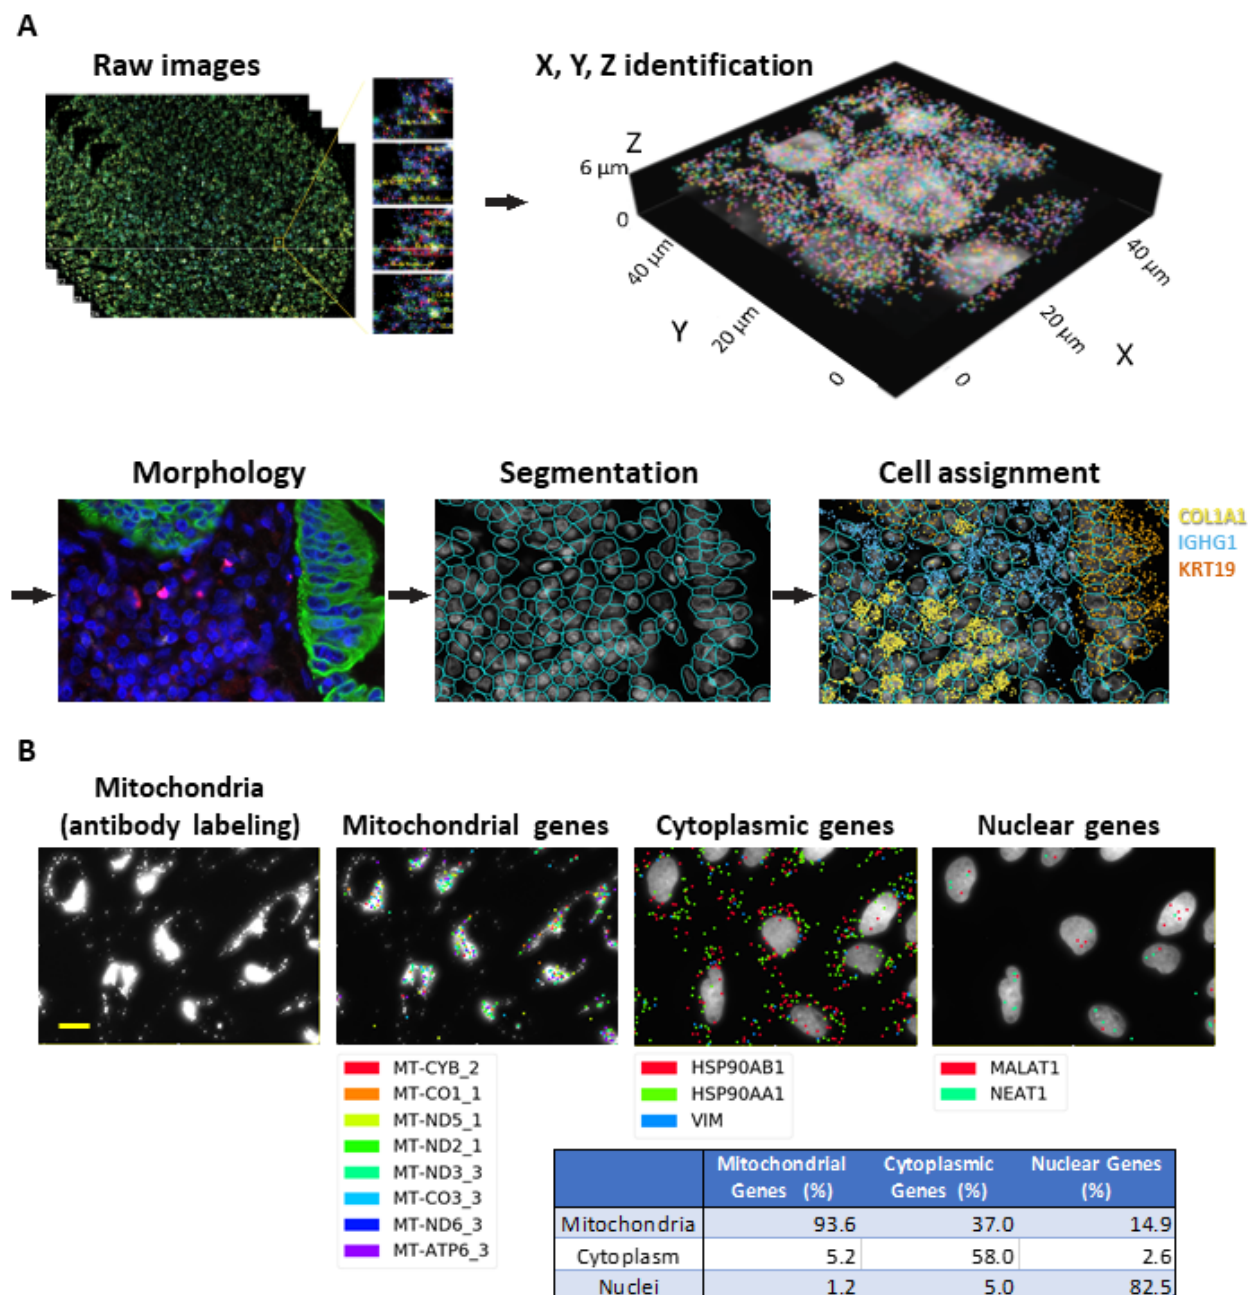 A
Raw images
X, Y, Z identification
Z
6 µm
0
40 µm
Y
20 µm
0
0
20 µm
X
40 µm
Morphology
Segmentation
Cell assignment
COL1A1
IGHG1
KRT19
B
Mitochondria
(antibody labeling)
Mitochondrial genes
Cytoplasmic genes
Nuclear genes
MT-CYB_2
MT-CO1_1
MT-ND5_1
MT-ND2_1
MT-ND3_3
MT-CO3_3
MT-ND6_3
MT-ATP6_3
HSP90AB1
HSP90AA1
VIM
MALAT1
NEAT1
Mitochondrial Genes (%) Cytoplasmic Genes (%) Nuclear Genes (%)
Mitochondria 93.6 37.0 14.9
Cytoplasm 5.2 58.0 2.6
Nuclei 1.2 5.0 82.5